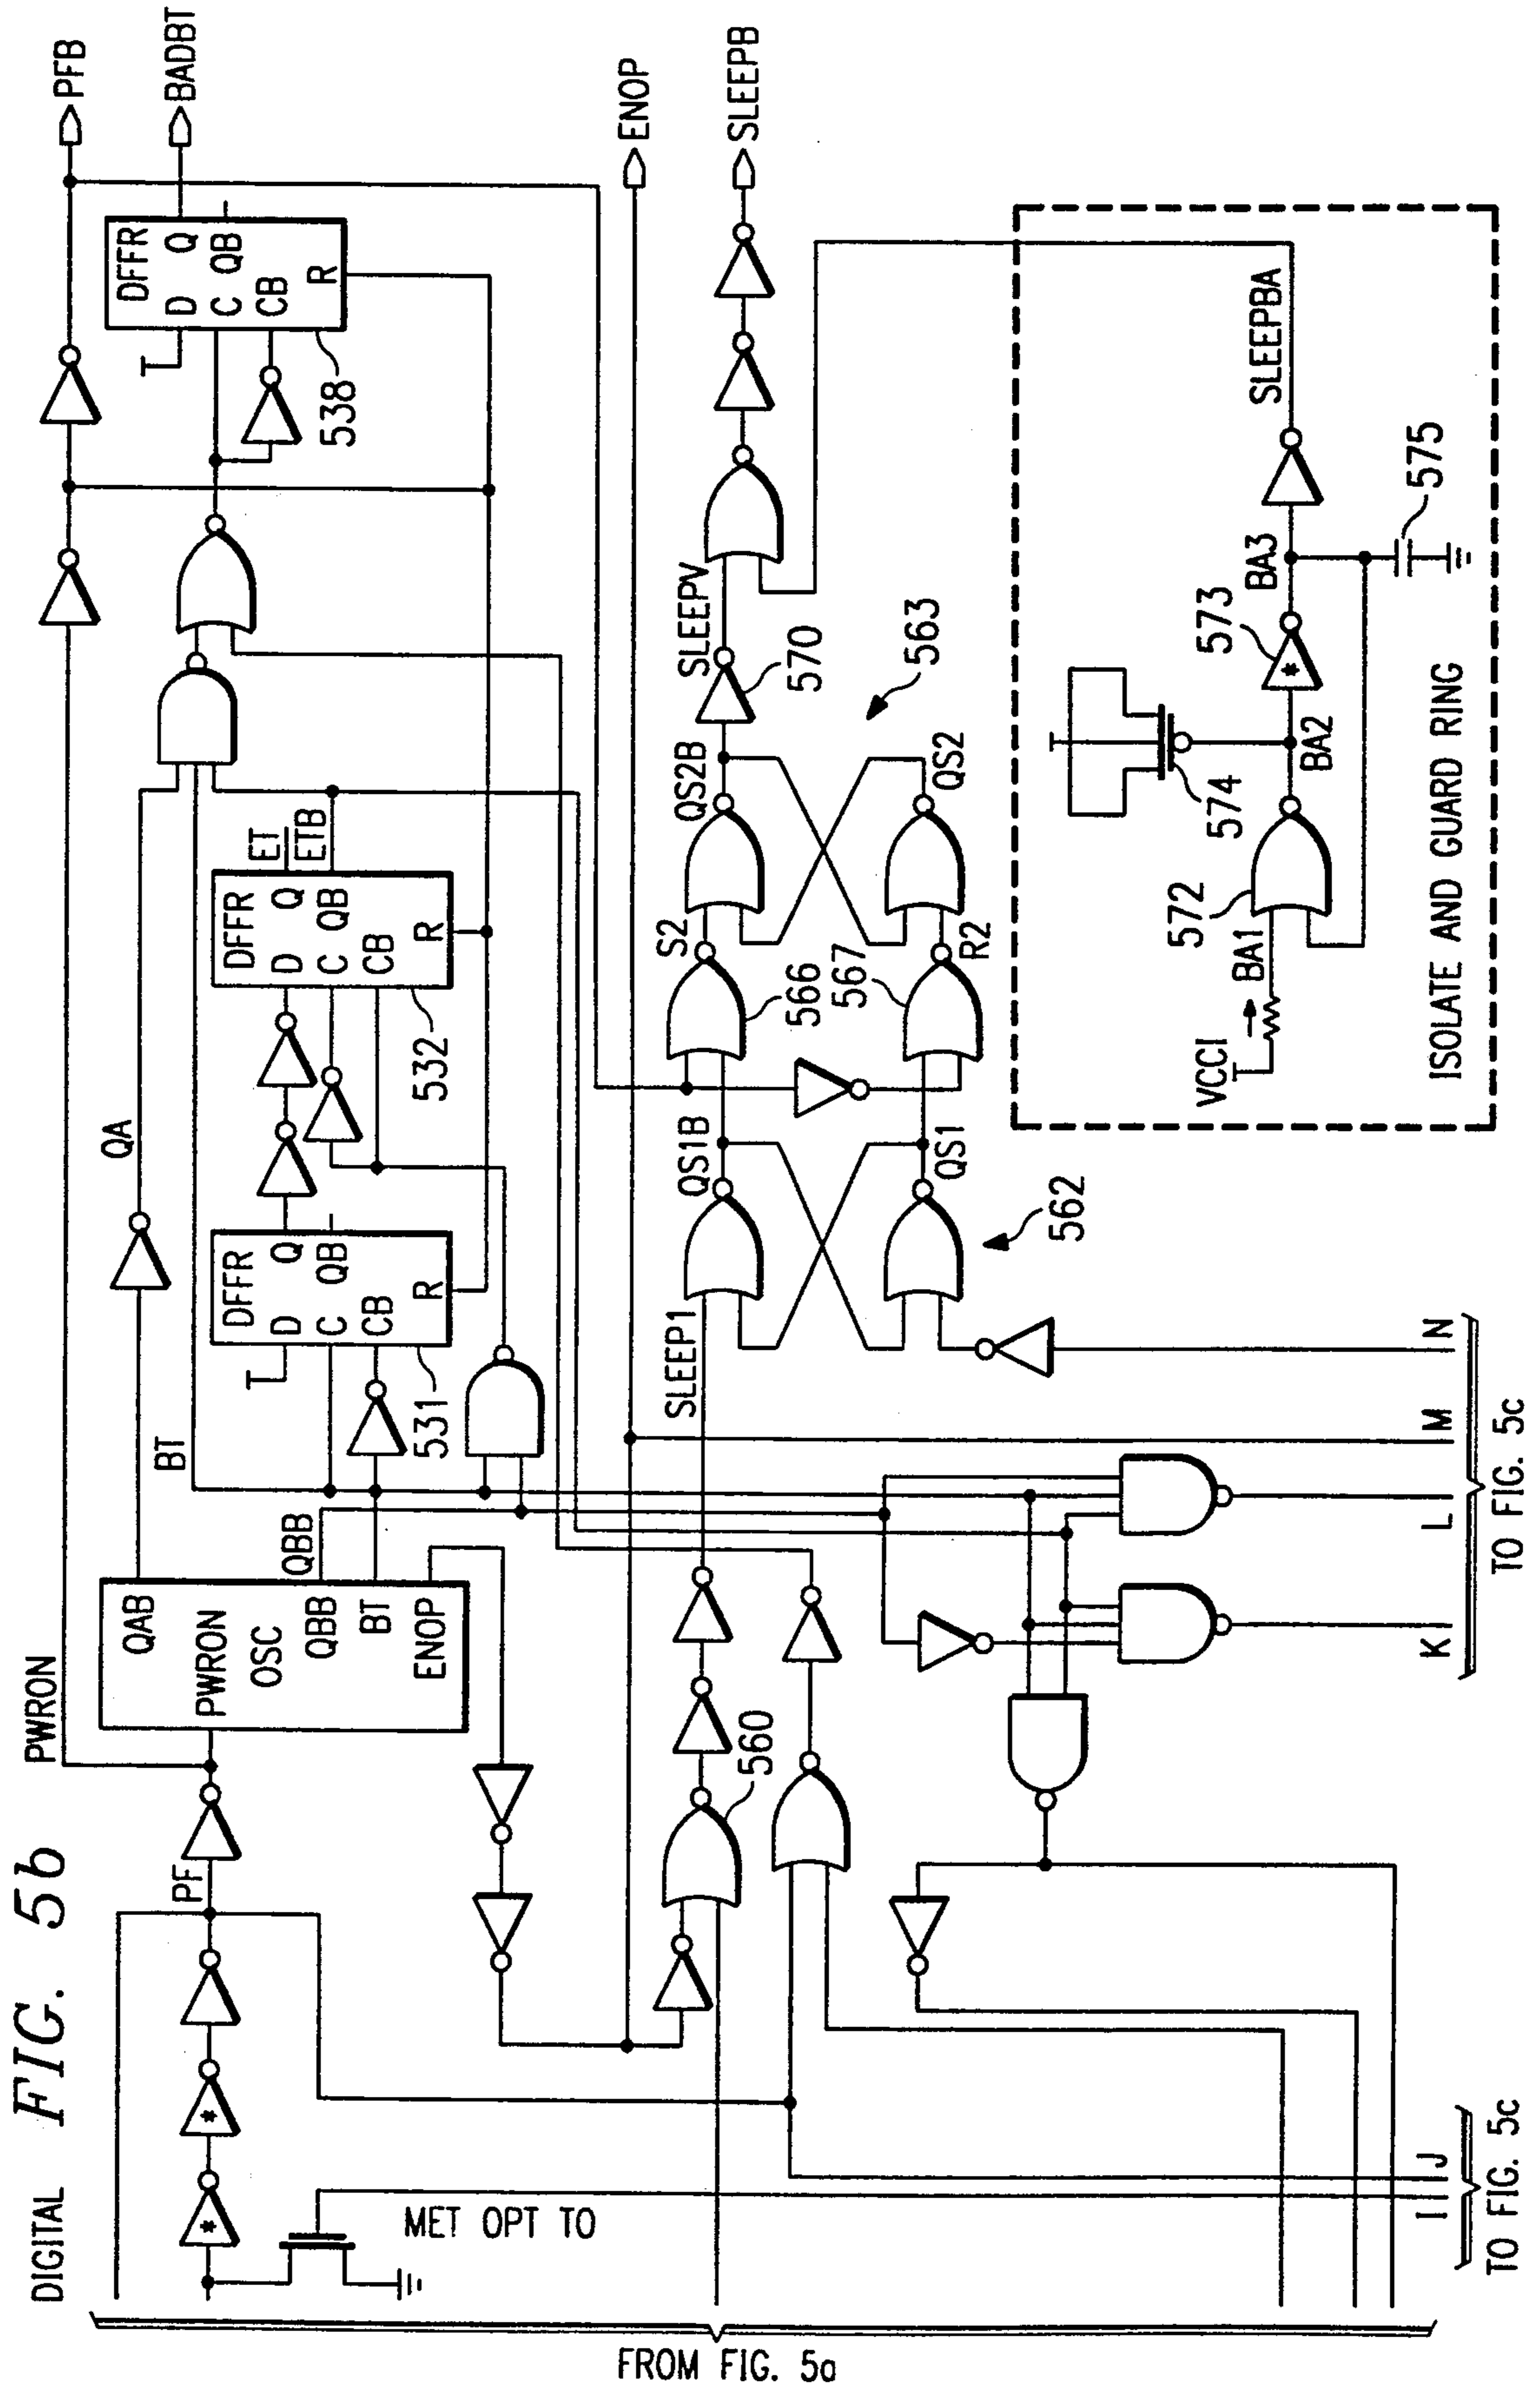 DIGITAL FIG. 5b
FROM FIG. 5a
PWRON
PF
QAB
PWRON
OSC
QBB
BT
ENOP
QBB
BT
QA
DFFR
D Q
C QB
CB
R
531
DFFR
D Q
C QB
CB
R
532
ET
ETB
DFFR
D Q
C QB
CB
R
538
PFB
BADBT
ENOP
SLEEPB
MET OPT TO
*
*
560
SLEEP1
QS1B
QS1
562
S2
566
567
R2
QS2B
QS2
563
SLEEPV
570
VCCI
BA1
572
BA2
574
573
*
BA3
575
SLEEPBA
ISOLATE AND GUARD RING
I J
TO FIG. 5c
K L M N
TO FIG. 5c